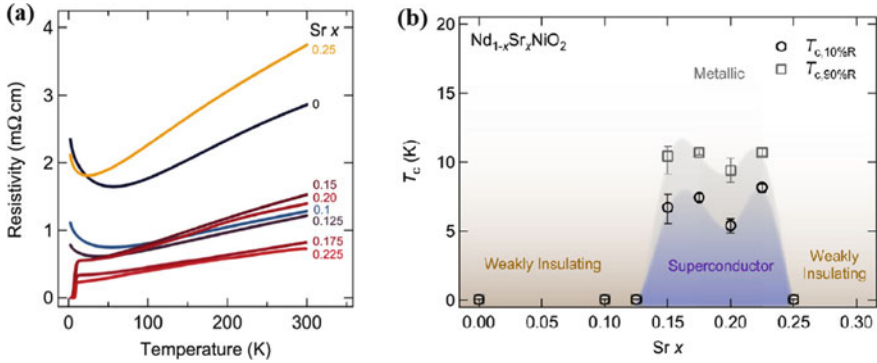 (a)
Resistivity (mΩ cm)
4
3
2
1
0
0
100
200
300
Temperature (K)
Sr x
0.25
0
0.15
0.20
0.1
0.125
0.175
0.225
(b)
T_c (K)
20
15
10
5
0
0.00
0.05
0.10
0.15
0.20
0.25
0.30
Sr x
Nd₁₋ₓSrₓNiO₂
T_c,10%R
T_c,90%R
Metallic
Weakly Insulating
Superconductor
Weakly
Insulating